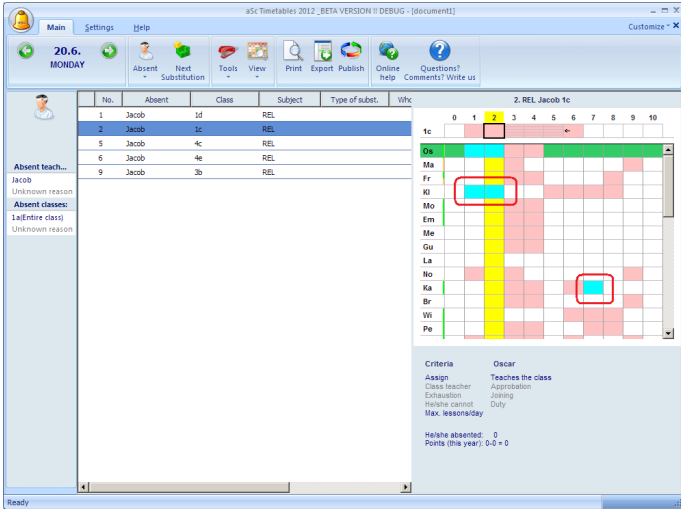 aSc Timetables 2012 _BETA VERSION !! DEBUG - [document1]
Main Settings Help Customize
20.6.
MONDAY
Absent
Next Substitution
Tools
View
Print
Export
Publish
Online help
Questions? Comments? Write us
No. Absent Class Subject Type of subst. Whc
1 Jacob 1d REL
2 Jacob 1c REL
5 Jacob 4c REL
6 Jacob 4e REL
9 Jacob 3b REL
Absent teach...
Jacob
Unknown reason
Absent classes:
1a(Entire class)
Unknown reason
2. REL Jacob 1c
0 1 2 3 4 5 6 7 8 9 10
1c
Os
Ma
Fr
Kl
Mo
Em
Me
Gu
La
No
Ka
Br
Wi
Pe
Criteria Oscar
Assign Teaches the class
Class teacher Approbation
Exhaustion Joining
He/she cannot Duty
Max. lessons/day
He/she absented: 0
Points (this year): 0-0 = 0
Ready